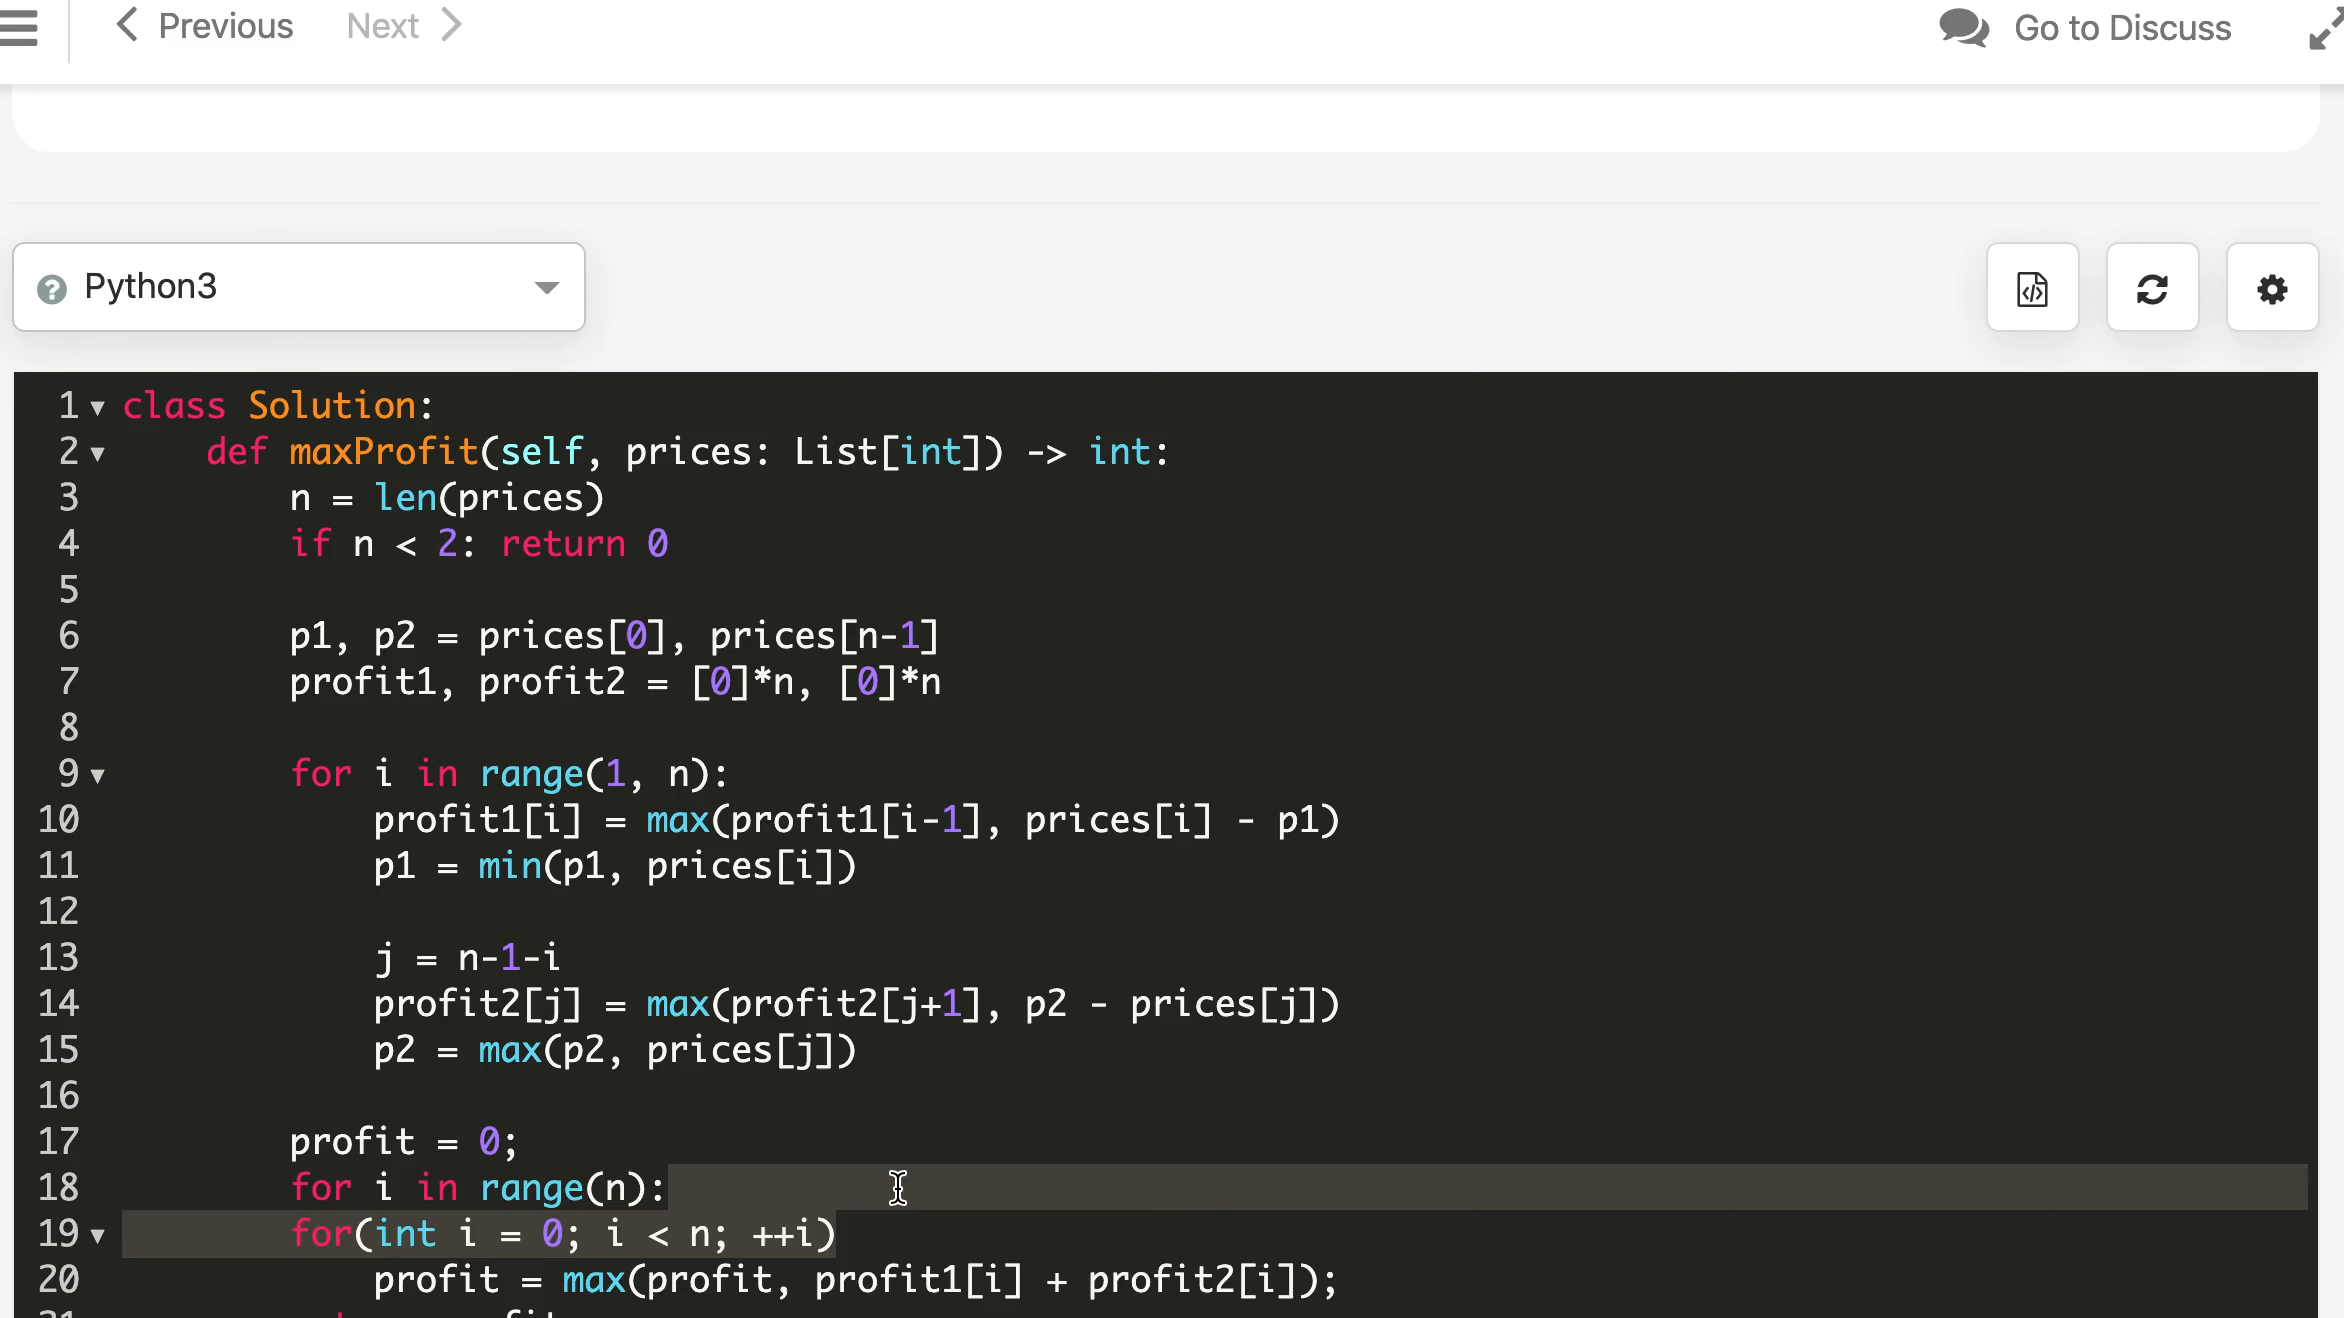 Previous Next Go to Discuss
Python3
1 class Solution:
2 def maxProfit(self, prices: List[int]) -> int:
3 n = len(prices)
4 if n < 2: return 0
5
6 p1, p2 = prices[0], prices[n-1]
7 profit1, profit2 = [0]*n, [0]*n
8
9 for i in range(1, n):
10 profit1[i] = max(profit1[i-1], prices[i] - p1)
11 p1 = min(p1, prices[i])
12
13 j = n-1-i
14 profit2[j] = max(profit2[j+1], p2 - prices[j])
15 p2 = max(p2, prices[j])
16
17 profit = 0;
18 for i in range(n):
19 for(int i = 0; i < n; ++i)
20 profit = max(profit, profit1[i] + profit2[i]);